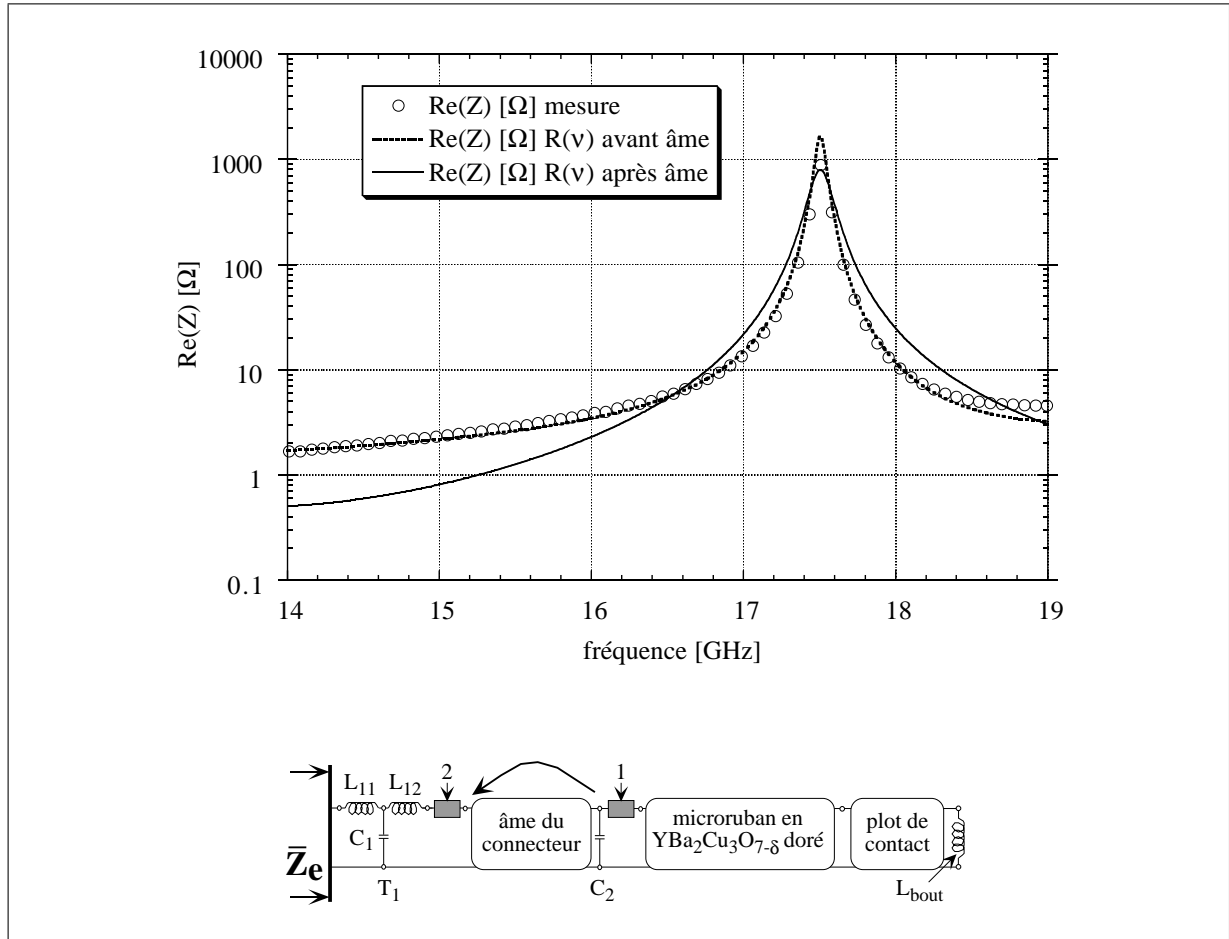 10000
1000
100
10
1
0.1
Re(Z) [Ω]
Re(Z) [Ω] mesure
Re(Z) [Ω] R(ν) avant âme
Re(Z) [Ω] R(ν) après âme
14 15 16 17 18 19
fréquence [GHz]
L11 L12 2 1
C1
âme du
connecteur
microruban en
YBa2Cu3O7-δ doré
plot de
contact
Z̄e
T1 C2 Lbout